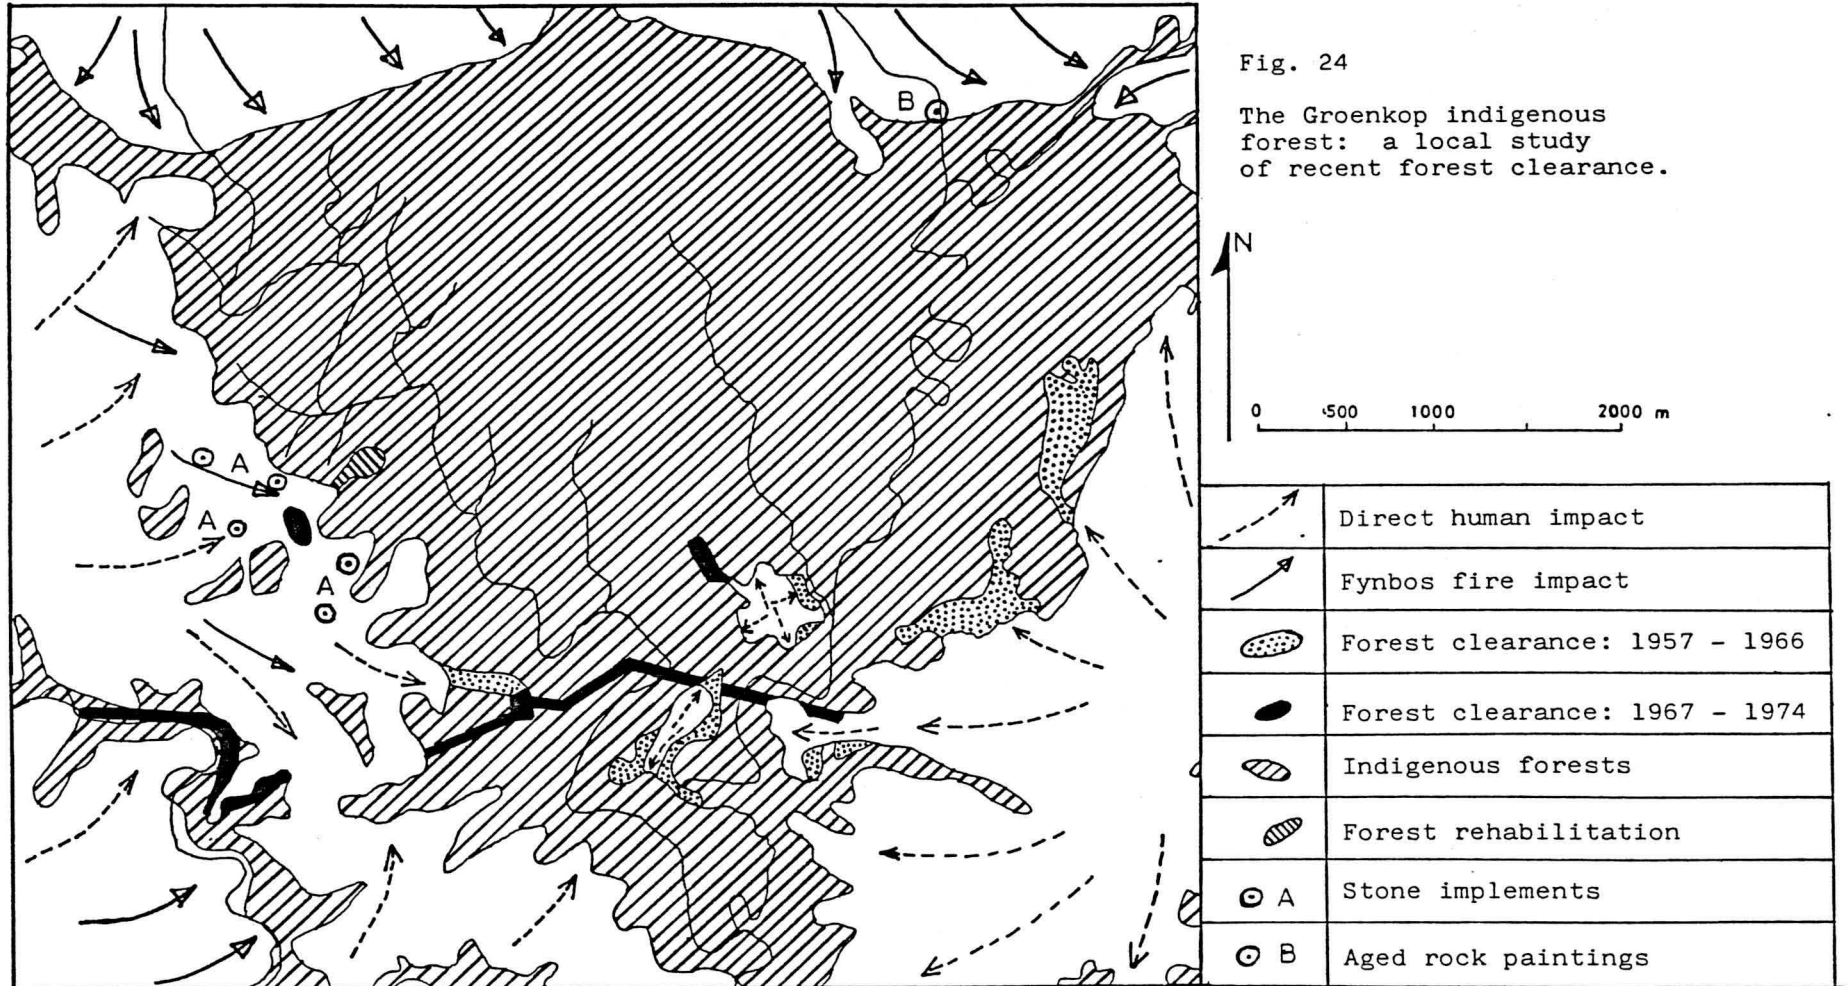 Fig. 24
The Groenkop indigenous
forest: a local study
of recent forest clearance.
N
0 500 1000 2000 m
Direct human impact
Fynbos fire impact
Forest clearance: 1957 - 1966
Forest clearance: 1967 - 1974
Indigenous forests
Forest rehabilitation
A Stone implements
B Aged rock paintings
B
A
A
A